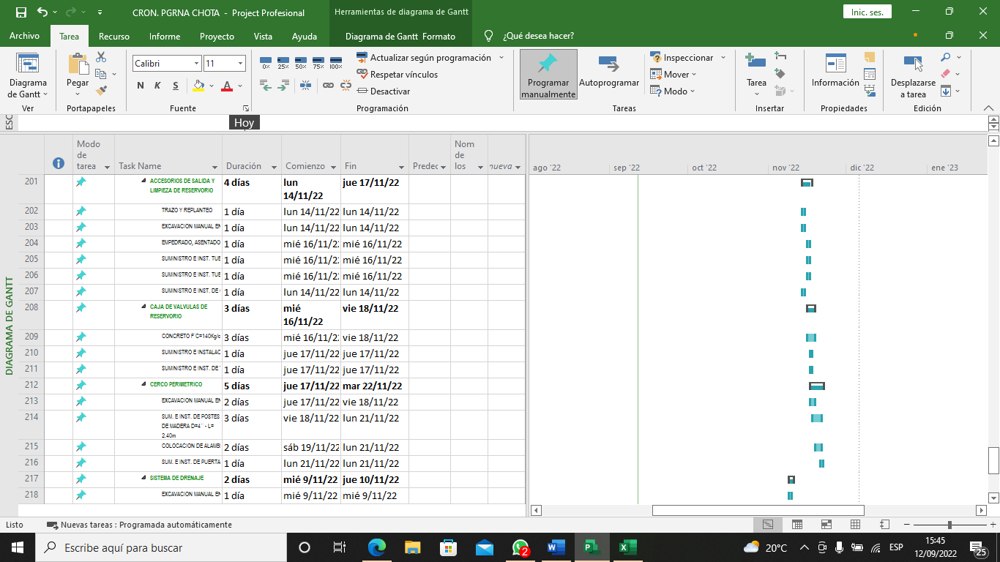 CRON. PGRNA CHOTA - Project Profesional
Herramientas de diagrama de Gantt
Inic. ses.
Archivo Tarea Recurso Informe Proyecto Vista Ayuda Diagrama de Gantt Formato ¿Qué desea hacer?
Diagrama de Gantt
Ver
Pegar
Portapapeles
Calibri 11
N K S A
Fuente
0% 25% 50% 75% 100%
Actualizar según programación
Respetar vínculos
Desactivar
Programación
Programar manualmente
Autoprogramar
Inspeccionar
Mover
Modo
Tareas
Tarea
Insertar
Información
Propiedades
Desplazarse a tarea
Edición
ESC
Hoy
DIAGRAMA DE GANTT
Modo de tarea Task Name Duración Comienzo Fin Predec Nom de los nueva
ago '22 sep '22 oct '22 nov '22 dic '22 ene '23
201 ACCESORIOS DE SALIDA Y LIMPIEZA DE RESERVORIO 4 días lun 14/11/22 jue 17/11/22
202 TRAZO Y REPLANTEO 1 día lun 14/11/22 lun 14/11/22
203 EXCAVACION MANUAL EN 1 día lun 14/11/22 lun 14/11/22
204 EMPEDRADO, ASENTADO 1 día mié 16/11/22 mié 16/11/22
205 SUMINISTRO E INST. TUE 1 día mié 16/11/22 mié 16/11/22
206 SUMINISTRO E INST. TUE 1 día mié 16/11/22 mié 16/11/22
207 SUMINISTRO E INST. DE 1 día lun 14/11/22 lun 14/11/22
208 CAJA DE VALVULAS DE RESERVORIO 3 días mié 16/11/22 vie 18/11/22
209 CONCRETO F'C=140Kg/c 3 días mié 16/11/22 vie 18/11/22
210 SUMINISTRO E INSTALAC 1 día jue 17/11/22 jue 17/11/22
211 SUMINISTRO E INST. DE 1 día jue 17/11/22 jue 17/11/22
212 CERCO PERIMETRICO 5 días jue 17/11/22 mar 22/11/22
213 EXCAVACION MANUAL EN 2 días jue 17/11/22 vie 18/11/22
214 SUM. E INST. DE POSTES DE MADERA D=4¨ - L= 2.40m 3 días vie 18/11/22 lun 21/11/22
215 COLOCACION DE ALAMB 2 días sáb 19/11/22 lun 21/11/22
216 SUM. E INST. DE PUERTA 1 día lun 21/11/22 lun 21/11/22
217 SISTEMA DE DRENAJE 2 días mié 9/11/22 jue 10/11/22
218 EXCAVACION MANUAL EN 1 día mié 9/11/22 mié 9/11/22
Listo Nuevas tareas : Programada automáticamente
Escribe aquí para buscar
2
20°C
ESP
15:45
12/09/2022
25